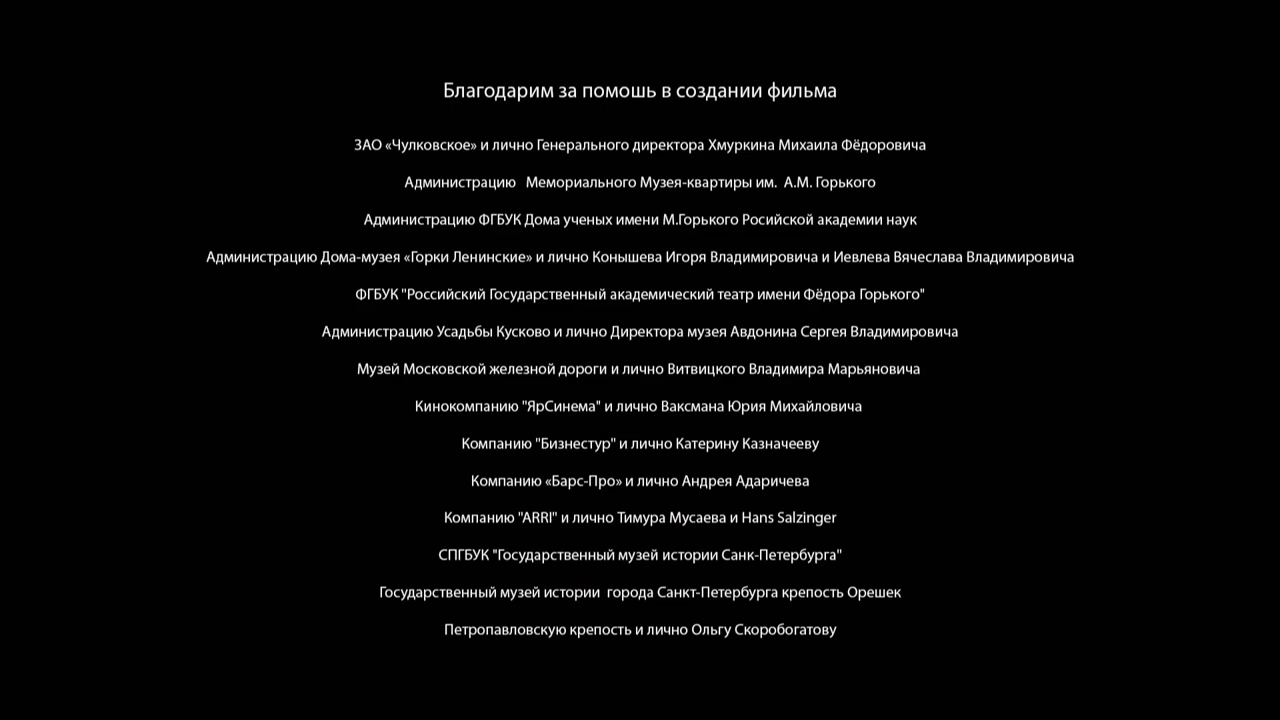 Благодарим за помошь в создании фильма
ЗАО «Чулковское» и лично Генерального директора Хмуркина Михаила Фёдоровича
Администрацию Мемориального Музея-квартиры им. А.М. Горького
Администрацию ФГБУК Дома ученых имени М.Горького Росийской академии наук
Администрацию Дома-музея «Горки Ленинские» и лично Конышева Игоря Владимировича и Иевлева Вячеслава Владимировича
ФГБУК "Российский Государственный академический театр имени Фёдора Горького"
Администрацию Усадьбы Кусково и лично Директора музея Авдонина Сергея Владимировича
Музей Московской железной дороги и лично Витвицкого Владимира Марьяновича
Кинокомпанию "ЯрСинема" и лично Ваксмана Юрия Михайловича
Компанию "Бизнестур" и лично Катерину Казначееву
Компанию «Барс-Про» и лично Андрея Адаричева
Компанию "ARRI" и лично Тимура Мусаева и Hans Salzinger
СПГБУК "Государственный музей истории Санк-Петербурга"
Государственный музей истории города Санкт-Петербурга крепость Орешек
Петропавловскую крепость и лично Ольгу Скоробогатову